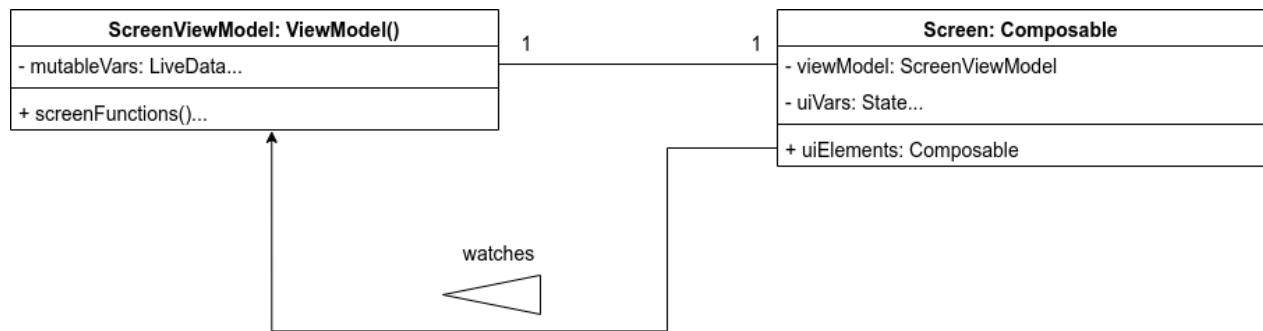 ScreenViewModel: ViewModel()
- mutableVars: LiveData...
+ screenFunctions()...
1
1
Screen: Composable
- viewModel: ScreenViewModel
- uiVars: State...
+ uiElements: Composable
watches